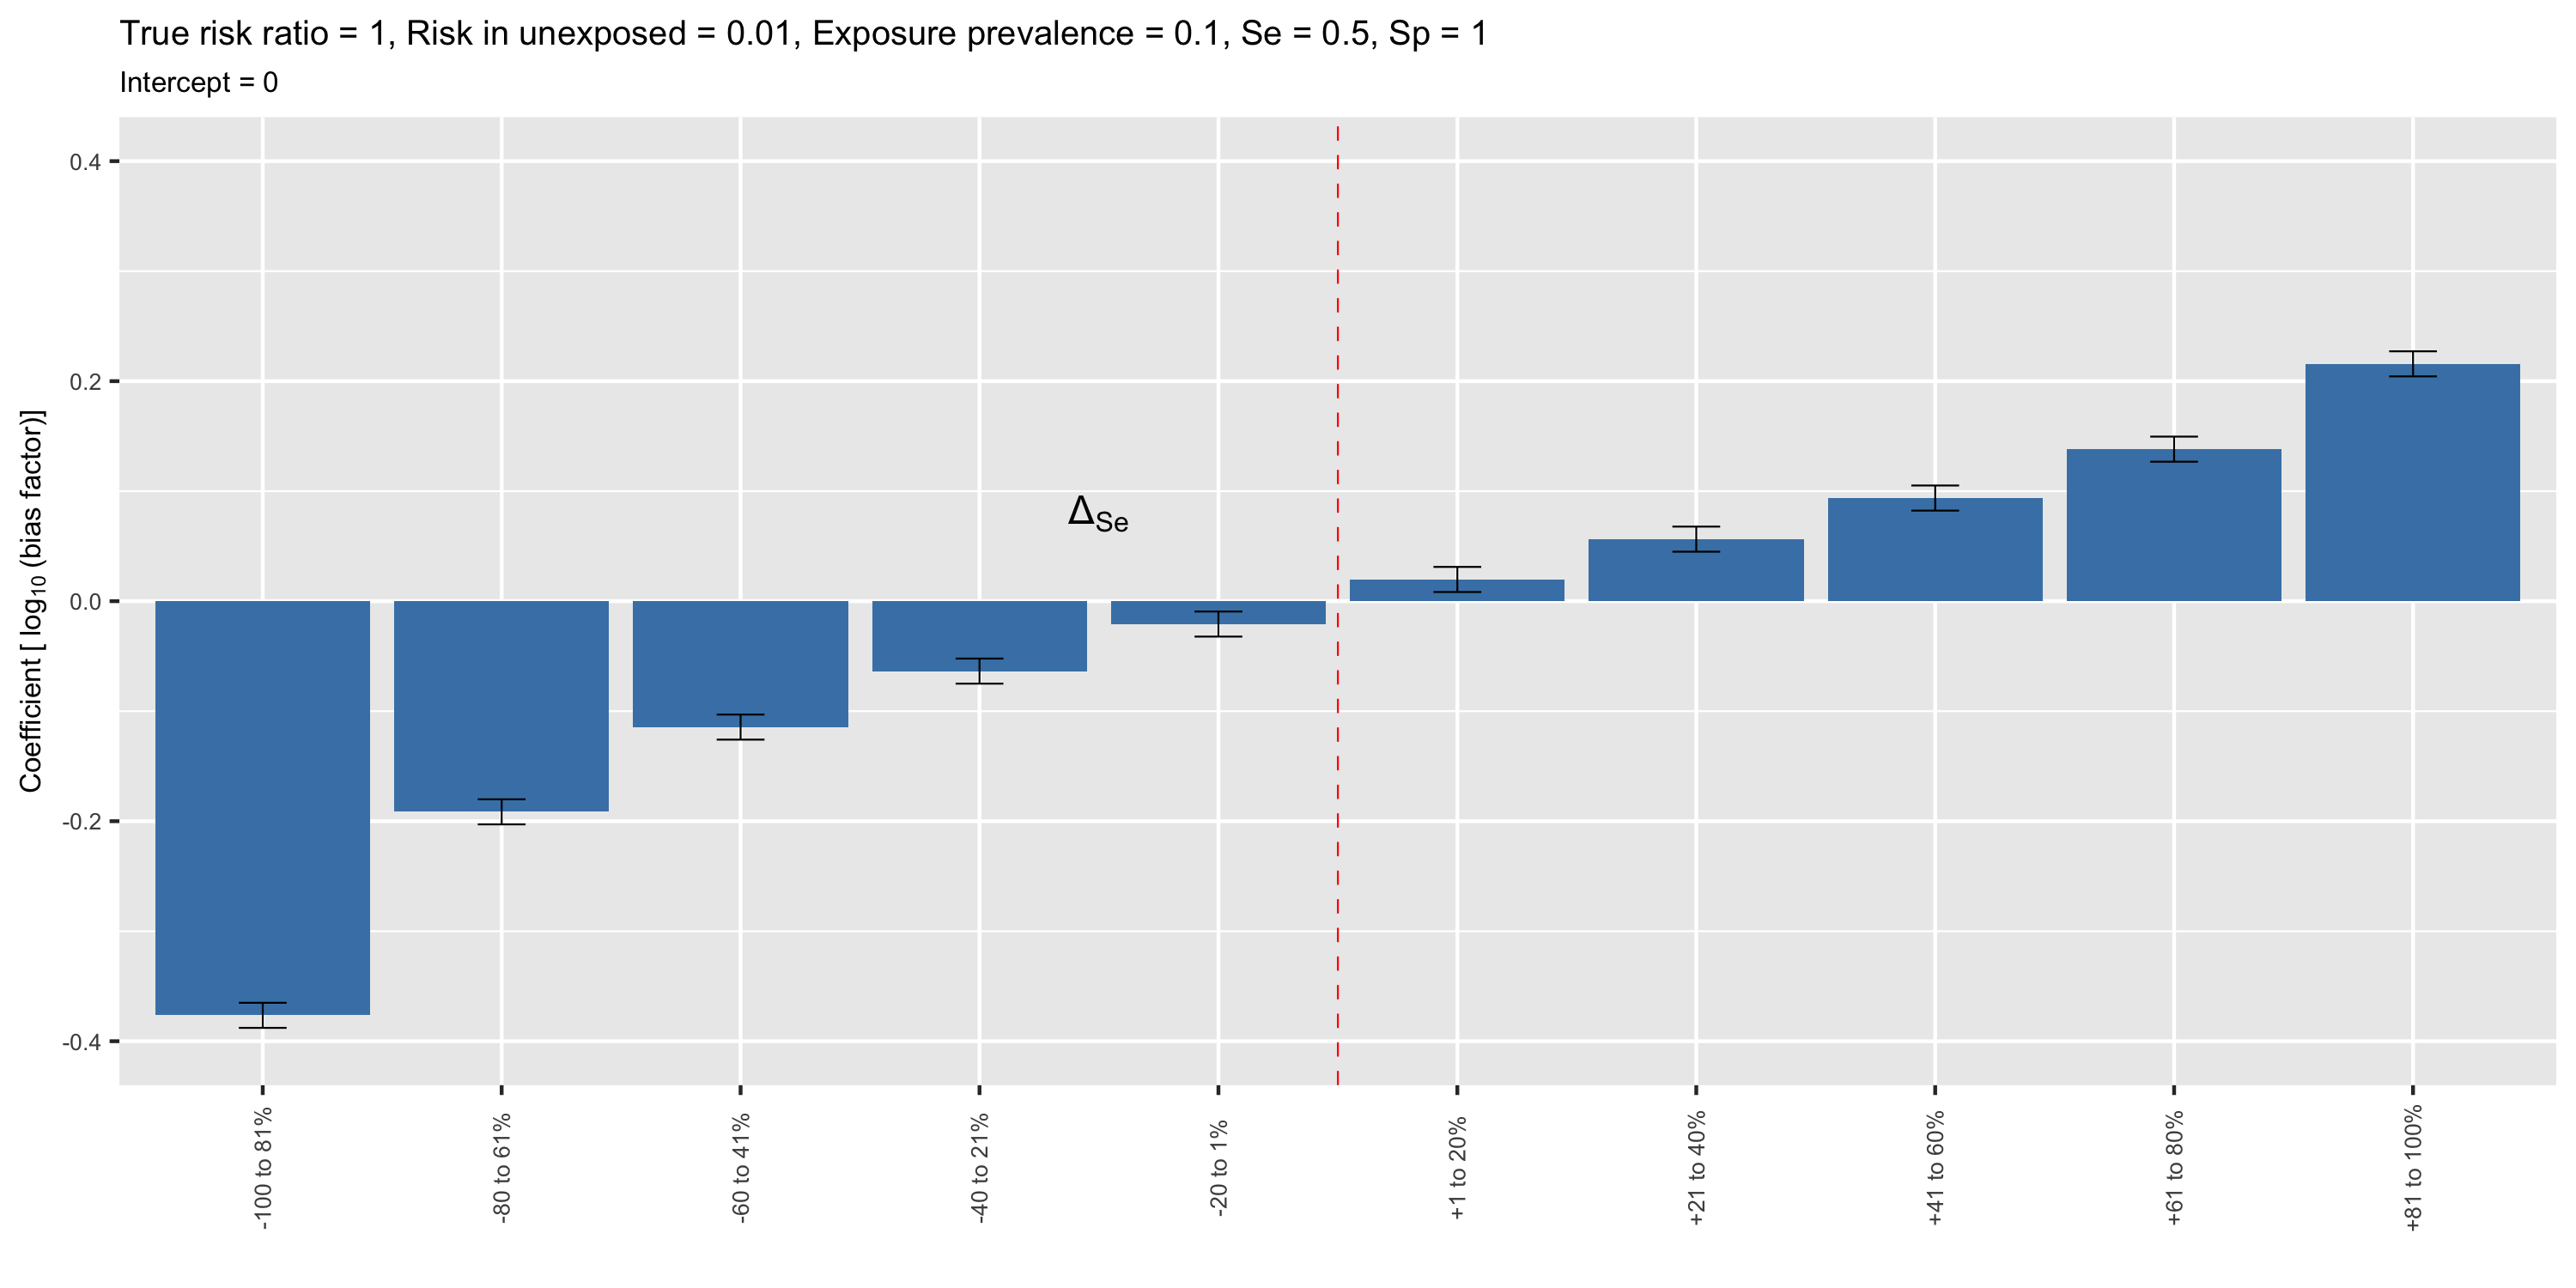 True risk ratio = 1, Risk in unexposed = 0.01, Exposure prevalence = 0.1, Se = 0.5, Sp = 1
Intercept = 0
Coefficient [ log₁₀ (bias factor)]
0.4
0.2
0.0
-0.2
-0.4
Δ_Se
-100 to 81%
-80 to 61%
-60 to 41%
-40 to 21%
-20 to 1%
+1 to 20%
+21 to 40%
+41 to 60%
+61 to 80%
+81 to 100%